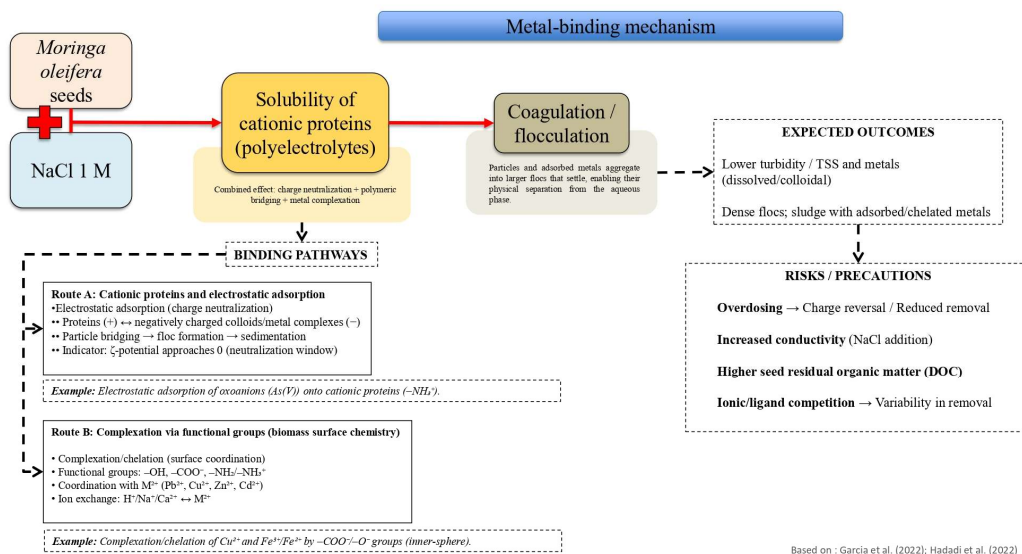 Metal-binding mechanism
Moringa
oleifera
seeds
NaCl 1 M
Solubility of
cationic proteins
(polyelectrolytes)
Combined effect: charge neutralization + polymeric
bridging + metal complexation
Coagulation /
flocculation
Particles and adsorbed metals aggregate
into larger flocs that settle, enabling their
physical separation from the aqueous
phase.
EXPECTED OUTCOMES
Lower turbidity / TSS and metals
(dissolved/colloidal)
Dense flocs; sludge with adsorbed/chelated metals
RISKS / PRECAUTIONS
Overdosing → Charge reversal / Reduced removal
Increased conductivity (NaCl addition)
Higher seed residual organic matter (DOC)
Ionic/ligand competition → Variability in removal
BINDING PATHWAYS
Route A: Cationic proteins and electrostatic adsorption
•Electrostatic adsorption (charge neutralization)
•• Proteins (+) ↔ negatively charged colloids/metal complexes (−)
•• Particle bridging → floc formation → sedimentation
•• Indicator: ζ-potential approaches 0 (neutralization window)
Example: Electrostatic adsorption of oxoanions (As(V)) onto cationic proteins (–NH₃⁺).
Route B: Complexation via functional groups (biomass surface chemistry)
• Complexation/chelation (surface coordination)
• Functional groups: –OH, –COO⁻, –NH₂/–NH₃⁺
• Coordination with M²⁺ (Pb²⁺, Cu²⁺, Zn²⁺, Cd²⁺)
• Ion exchange: H⁺/Na⁺/Ca²⁺ ↔ M²⁺
Example: Complexation/chelation of Cu²⁺ and Fe³⁺/Fe²⁺ by –COO⁻/–O⁻ groups (inner-sphere).
Based on : Garcia et al. (2022); Hadadi et al. (2022)